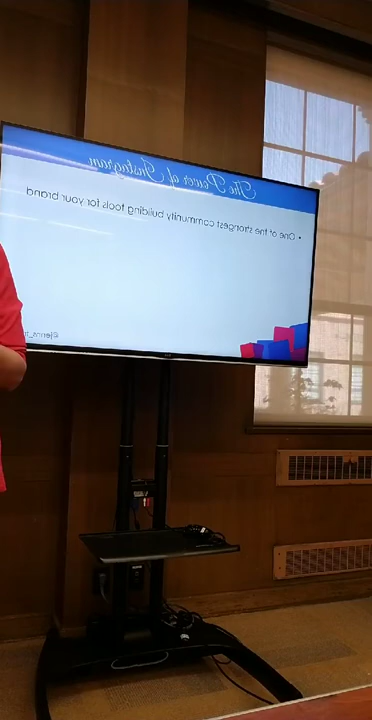 The Power of Instagram
• One of the strongest community building tools for your brand